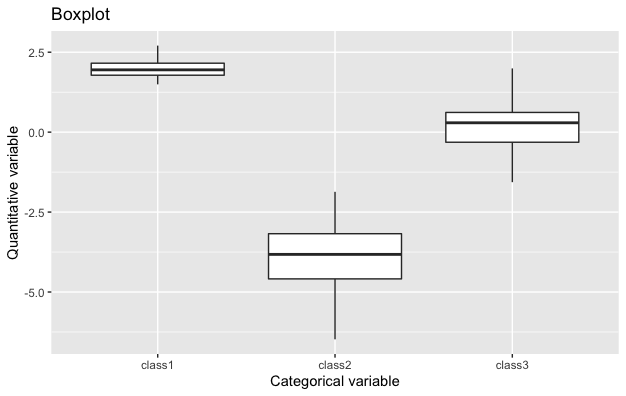 Boxplot
Quantitative variable
2.5
0.0
-2.5
-5.0
class1 class2 class3
Categorical variable